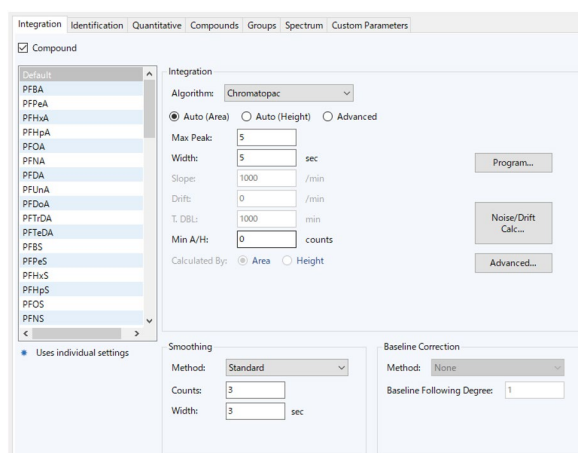 Integration Identification Quantitative Compounds Groups Spectrum Custom Parameters
Compound
Default
PFBA
PFPeA
PFHxA
PFHpA
PFOA
PFNA
PFDA
PFUnA
PFDoA
PFTrDA
PFTeDA
PFBS
PFPeS
PFHxS
PFHpS
PFOS
PFNS
Uses individual settings
Integration
Algorithm: Chromatopac
Auto (Area) Auto (Height) Advanced
Max Peak: 5
Width: 5 sec
Slope: 1000 /min
Drift: 0 /min
T. DBL: 1000 min
Min A/H: 0 counts
Calculated By: Area Height
Program...
Noise/Drift
Calc...
Advanced...
Smoothing
Method: Standard
Counts: 3
Width: 3 sec
Baseline Correction
Method: None
Baseline Following Degree: 1